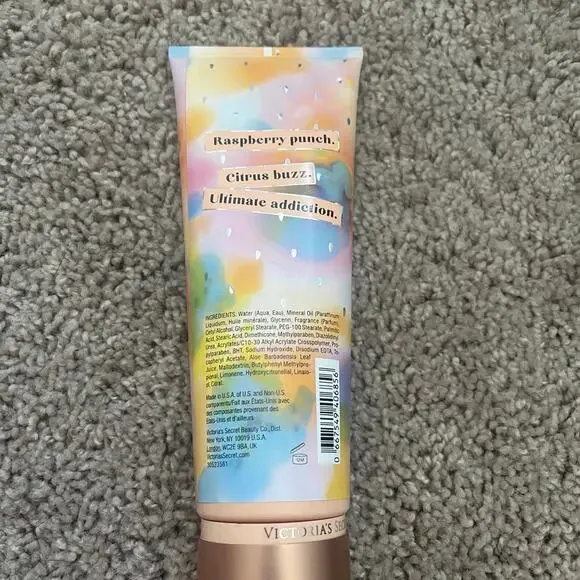 Raspberry punch.
Citrus buzz.
Ultimate addiction.
INGREDIENTS: Water (Aqua, Eau), Mineral Oil (Paraffinum
Liquidum, Huile minérale), Glycerin, Fragrance (Parfum),
Cetyl Alcohol, Glyceryl Stearate, PEG-100 Stearate, Palmitic
Acid, Stearic Acid, Dimethicone, Methylparaben, Diazolidinyl
Urea, Acrylates/C10-30 Alkyl Acrylate Crosspolymer, Pro-
pylparaben, BHT, Sodium Hydroxide, Disodium EDTA, To-
copheryl Acetate, Aloe Barbadensis Leaf
Juice, Maltodextrin, Butylphenyl Methylpro-
pional, Limonene, Hydroxycitronellal, Linalo-
ol, Citral.
Made in U.S.A. of U.S. and Non-U.S.
components/Fait aux États-Unis avec
des composantes provenant des
États-Unis et d'ailleurs
Victoria's Secret Beauty Co., Dist.
New York, NY 10019 U.S.A.
London, WC2E 9BA, UK
VictoriasSecret.com
30523581
12M
0 667549 406856
VICTORIA'S SEC